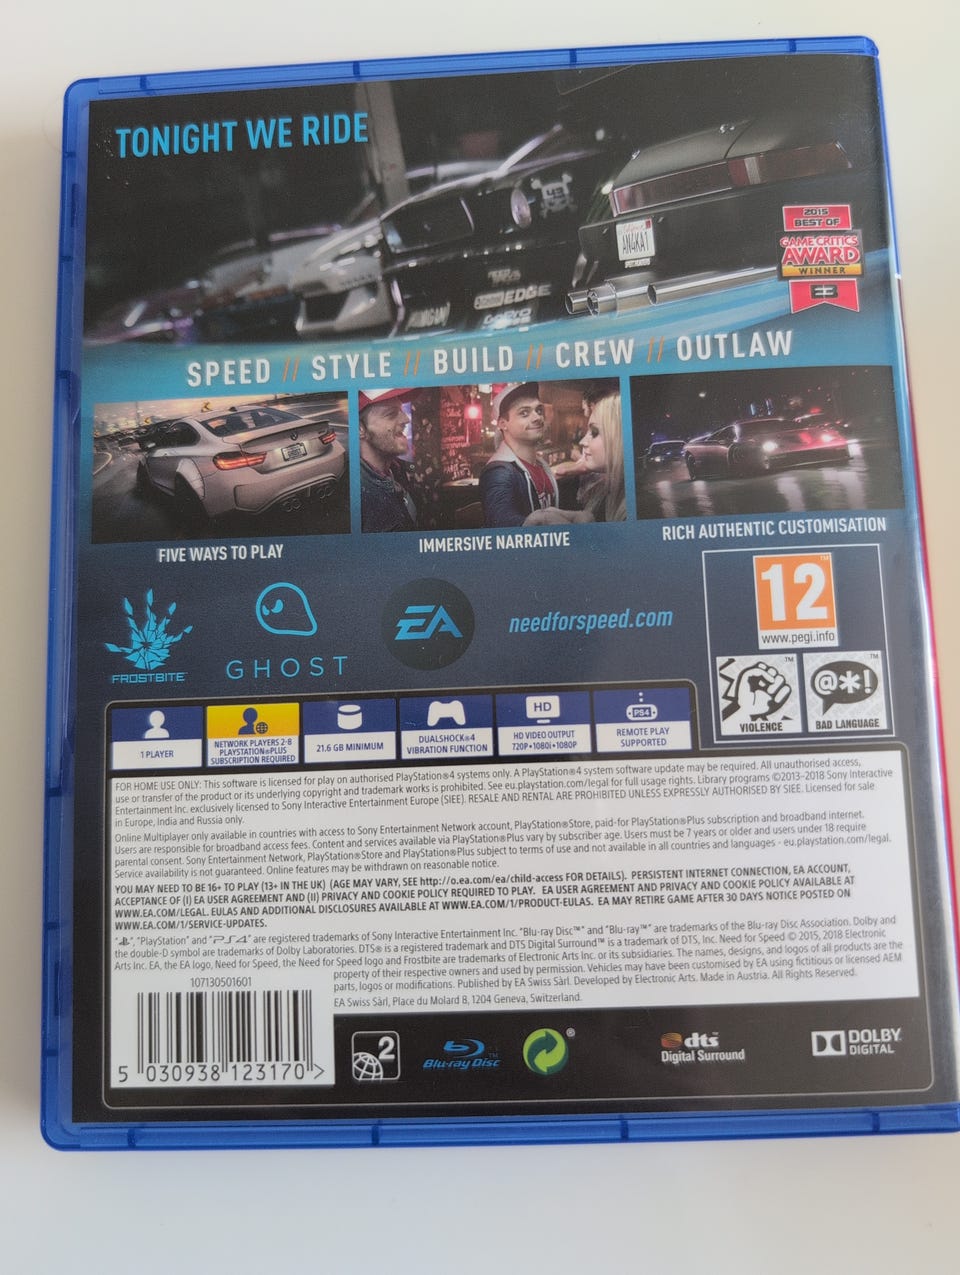 TONIGHT WE RIDE
43
AN4KA1
EDGE
2015
BEST OF
GAME CRITICS
AWARD
WINNER
E3
SPEED // STYLE // BUILD // CREW // OUTLAW
FIVE WAYS TO PLAY
IMMERSIVE NARRATIVE
RICH AUTHENTIC CUSTOMISATION
FROSTBITE™
GHOST
EA
needforspeed.com
12
™
www.pegi.info
™
VIOLENCE
@*!
™
BAD LANGUAGE
1 PLAYER
NETWORK PLAYERS 2-8
PLAYSTATION®PLUS
SUBSCRIPTION REQUIRED
21.6 GB MINIMUM
DUALSHOCK®4
VIBRATION FUNCTION
HD
HD VIDEO OUTPUT
720P•1080i•1080P
PS4
REMOTE PLAY
SUPPORTED
FOR HOME USE ONLY: This software is licensed for play on authorised PlayStation®4 systems only. A PlayStation®4 system software update may be required. All unauthorised access,
use or transfer of the product or its underlying copyright and trademark works is prohibited. See eu.playstation.com/legal for full usage rights. Library programs ©2013–2018 Sony Interactive
Entertainment Inc. exclusively licensed to Sony Interactive Entertainment Europe (SIEE). RESALE AND RENTAL ARE PROHIBITED UNLESS EXPRESSLY AUTHORISED BY SIEE. Licensed for sale
in Europe, India and Russia only.
Online Multiplayer only available in countries with access to Sony Entertainment Network account, PlayStation®Store, paid-for PlayStation®Plus subscription and broadband internet.
Users are responsible for broadband access fees. Content and services available via PlayStation®Plus vary by subscriber age. Users must be 7 years or older and users under 18 require
parental consent. Sony Entertainment Network, PlayStation®Store and PlayStation®Plus subject to terms of use and not available in all countries and languages - eu.playstation.com/legal.
Service availability is not guaranteed. Online features may be withdrawn on reasonable notice.
YOU MAY NEED TO BE 16+ TO PLAY (13+ IN THE UK) (AGE MAY VARY, SEE http://o.ea.com/ea/child-access FOR DETAILS). PERSISTENT INTERNET CONNECTION, EA ACCOUNT,
ACCEPTANCE OF (I) EA USER AGREEMENT AND (II) PRIVACY AND COOKIE POLICY REQUIRED TO PLAY. EA USER AGREEMENT AND PRIVACY AND COOKIE POLICY AVAILABLE AT
WWW.EA.COM/LEGAL. EULAS AND ADDITIONAL DISCLOSURES AVAILABLE AT WWW.EA.COM/1/PRODUCT-EULAS. EA MAY RETIRE GAME AFTER 30 DAYS NOTICE POSTED ON
WWW.EA.COM/1/SERVICE-UPDATES.
" ", "PlayStation" and "PS4" are registered trademarks of Sony Interactive Entertainment Inc. "Blu-ray Disc™" and "Blu-ray™" are trademarks of the Blu-ray Disc Association. Dolby and
the double-D symbol are trademarks of Dolby Laboratories. DTS® is a registered trademark and DTS Digital Surround™ is a trademark of DTS, Inc. Need for Speed © 2015, 2018 Electronic
Arts Inc. EA, the EA logo, Need for Speed, the Need for Speed logo and Frostbite are trademarks of Electronic Arts Inc. or its subsidiaries. The names, designs, and logos of all products are the
property of their respective owners and used by permission. Vehicles may have been customised by EA using fictitious or licensed AEM
parts, logos or modifications. Published by EA Swiss Sàrl. Developed by Electronic Arts. Made in Austria. All Rights Reserved.
EA Swiss Sàrl, Place du Molard 8, 1204 Geneva, Switzerland.
107130501601
5 030938 123170 >
2
Blu-ray Disc™
®
dts
Digital Surround
DOLBY
DIGITAL